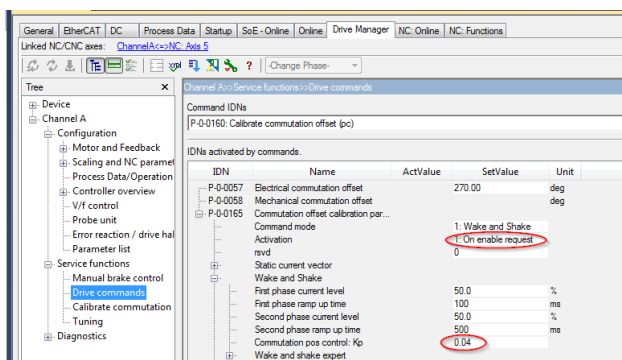 General EtherCAT DC Process Data Startup SoE - Online Online Drive Manager NC: Online NC: Functions
Linked NC/CNC axes: ChannelA<=>NC: Axis 5
-Change Phase-
Tree x
Channel A>>Service functions>>Drive commands
Device
Channel A
Configuration
Motor and Feedback
Scaling and NC paramet
Process Data/Operation
Controller overview
V/f control
Probe unit
Error reaction / drive hal
Parameter list
Service functions
Manual brake control
Drive commands
Calibrate commutation
Tuning
Diagnostics
Command IDNs
P-0-0160: Calibrate commutation offset (pc)
IDNs activated by commands.
IDN Name ActValue SetValue Unit
P-0-0057 Electrical commutation offset 270.00 deg
P-0-0058 Mechanical commutation offset deg
P-0-0165 Commutation offset calibration par...
Command mode 1: Wake and Shake
Activation 1: On enable request
rsvd 0
Static current vector
Wake and Shake
First phase current level 50.0 %
First phase ramp up time 100 ms
Second phase current level 50.0 %
Second phase ramp up time 500 ms
Commutation pos control: Kp 0.04
Wake and shake expert